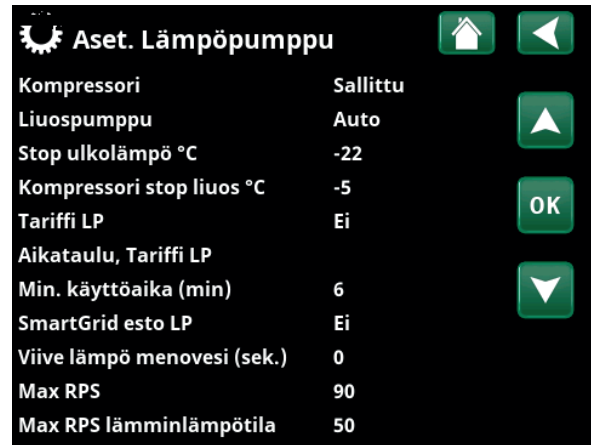 Aset. Lämpöpumppu
Kompressori Sallittu
Liuospumppu Auto
Stop ulkolämpö °C -22
Kompressori stop liuos °C -5
Tariffi LP Ei
Aikataulu, Tariffi LP
Min. käyttöaika (min) 6
SmartGrid esto LP Ei
Viive lämpö menovesi (sek.) 0
Max RPS 90
Max RPS lämminlämpötila 50
OK